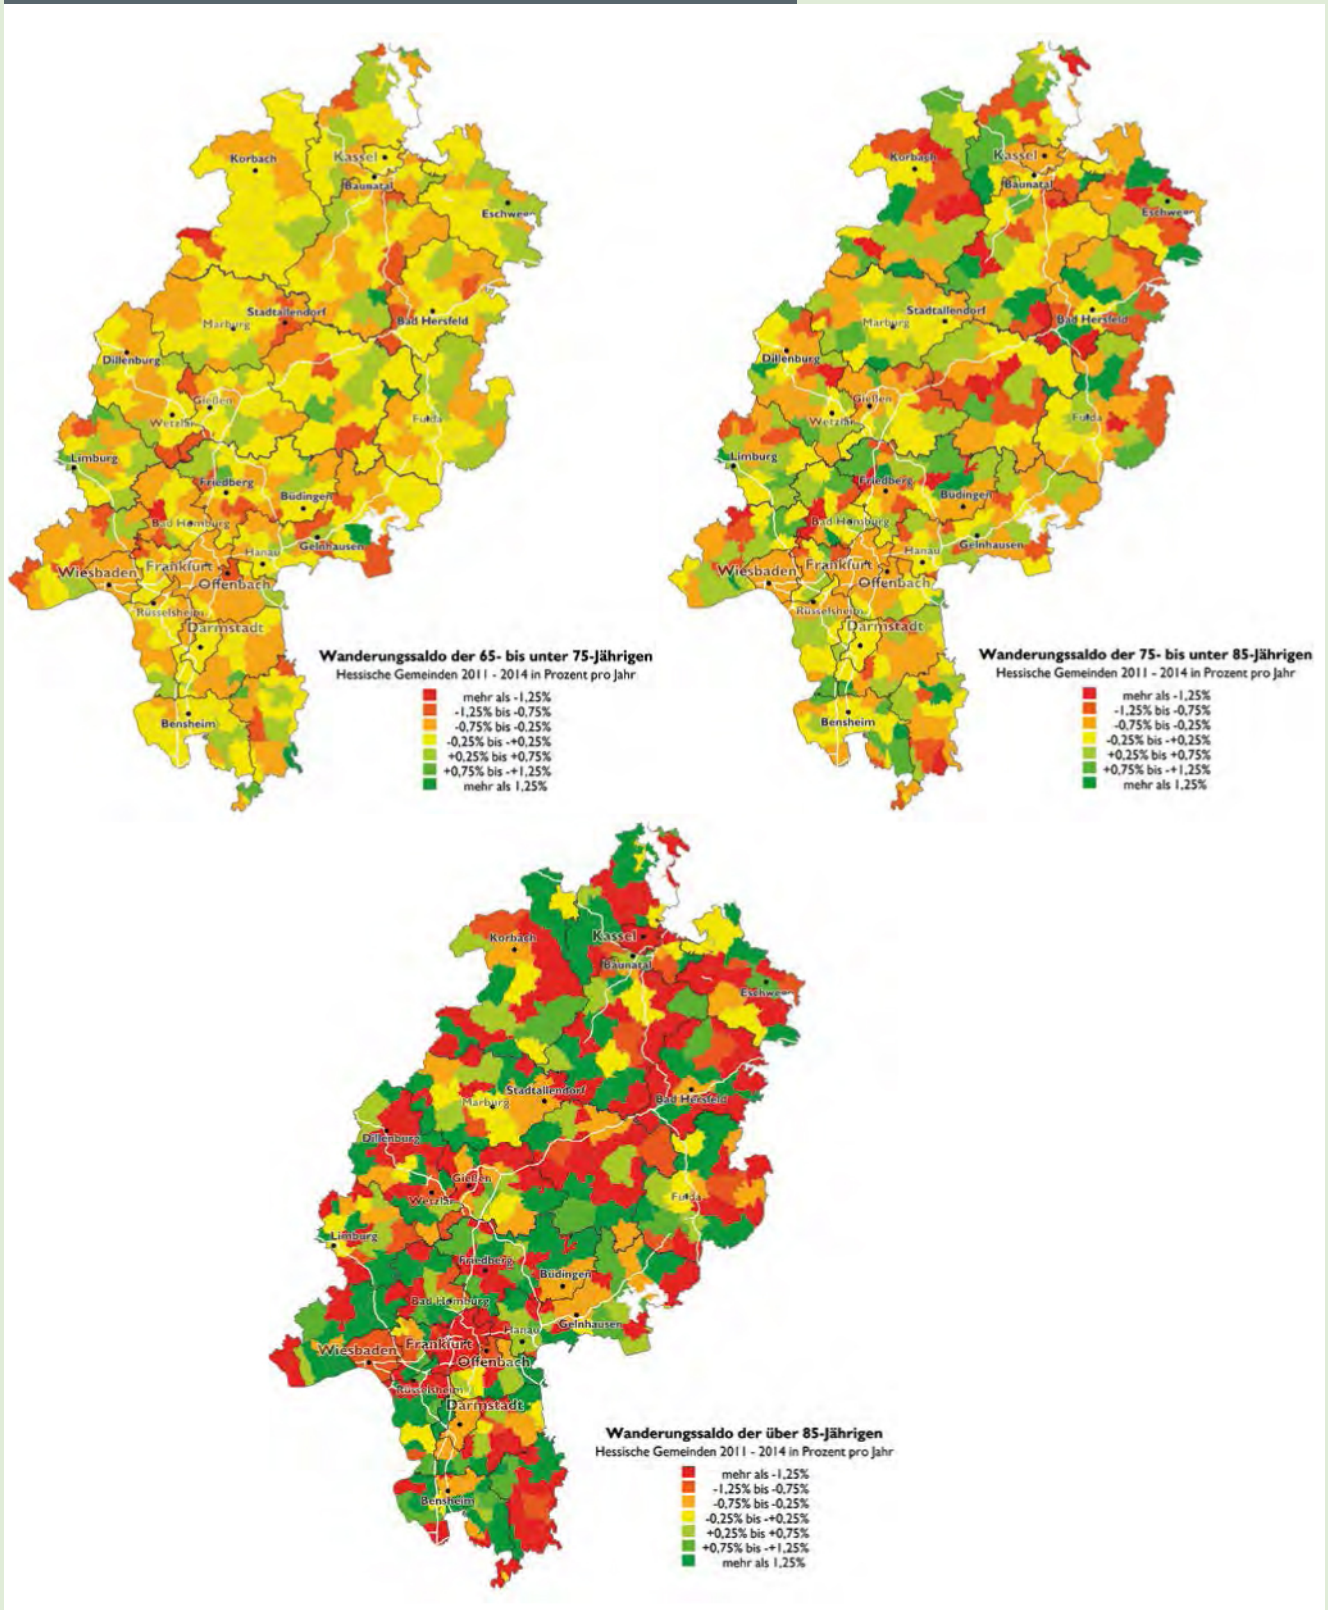 Korbach
Kassel
Baunatal
Eschwege
Stadtallendorf
Marburg
Bad Hersfeld
Dillenburg
Gießen
Wetzlar
Fulda
Limburg
Friedberg
Büdingen
Bad Homburg
Gelnhausen
Hanau
Wiesbaden
Frankfurt
Offenbach
Rüsselsheim
Darmstadt
Bensheim
Wanderungssaldo der 65- bis unter 75-Jährigen
Hessische Gemeinden 2011 - 2014 in Prozent pro Jahr
mehr als -1,25%
-1,25% bis -0,75%
-0,75% bis -0,25%
-0,25% bis -+0,25%
+0,25% bis +0,75%
+0,75% bis -+1,25%
mehr als 1,25%
Korbach
Kassel
Baunatal
Eschwege
Stadtallendorf
Marburg
Bad Hersfeld
Dillenburg
Gießen
Wetzlar
Fulda
Limburg
Friedberg
Büdingen
Bad Homburg
Gelnhausen
Hanau
Wiesbaden
Frankfurt
Offenbach
Rüsselsheim
Darmstadt
Bensheim
Wanderungssaldo der 75- bis unter 85-Jährigen
Hessische Gemeinden 2011 - 2014 in Prozent pro Jahr
mehr als -1,25%
-1,25% bis -0,75%
-0,75% bis -0,25%
-0,25% bis -+0,25%
+0,25% bis +0,75%
+0,75% bis -+1,25%
mehr als 1,25%
Korbach
Kassel
Baunatal
Eschwege
Stadtallendorf
Marburg
Bad Hersfeld
Dillenburg
Gießen
Wetzlar
Fulda
Limburg
Friedberg
Büdingen
Bad Homburg
Gelnhausen
Hanau
Wiesbaden
Frankfurt
Offenbach
Rüsselsheim
Darmstadt
Bensheim
Wanderungssaldo der über 85-Jährigen
Hessische Gemeinden 2011 - 2014 in Prozent pro Jahr
mehr als -1,25%
-1,25% bis -0,75%
-0,75% bis -0,25%
-0,25% bis -+0,25%
+0,25% bis +0,75%
+0,75% bis -+1,25%
mehr als 1,25%